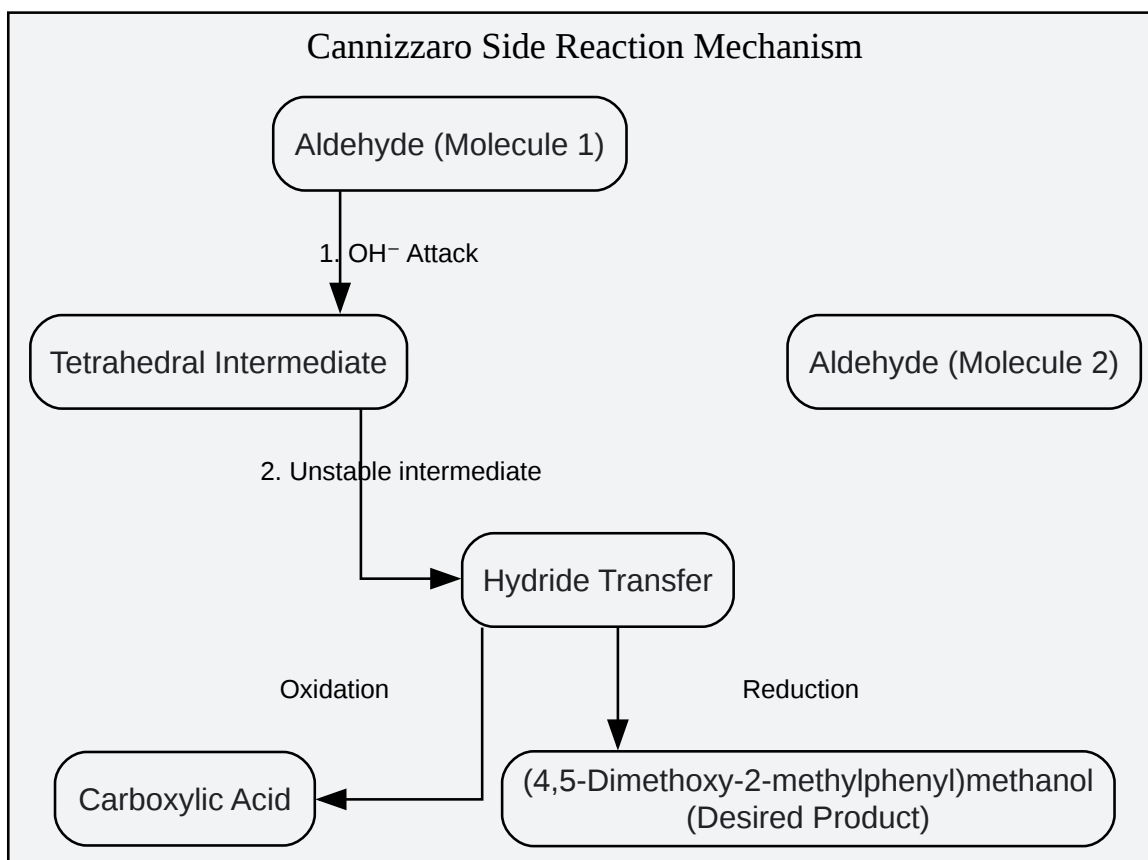 Cannizzaro Side Reaction Mechanism
Aldehyde (Molecule 1)
1. OH⁻ Attack
Tetrahedral Intermediate
Aldehyde (Molecule 2)
2. Unstable intermediate
Hydride Transfer
Oxidation
Reduction
Carboxylic Acid
(4,5-Dimethoxy-2-methylphenyl)methanol
(Desired Product)